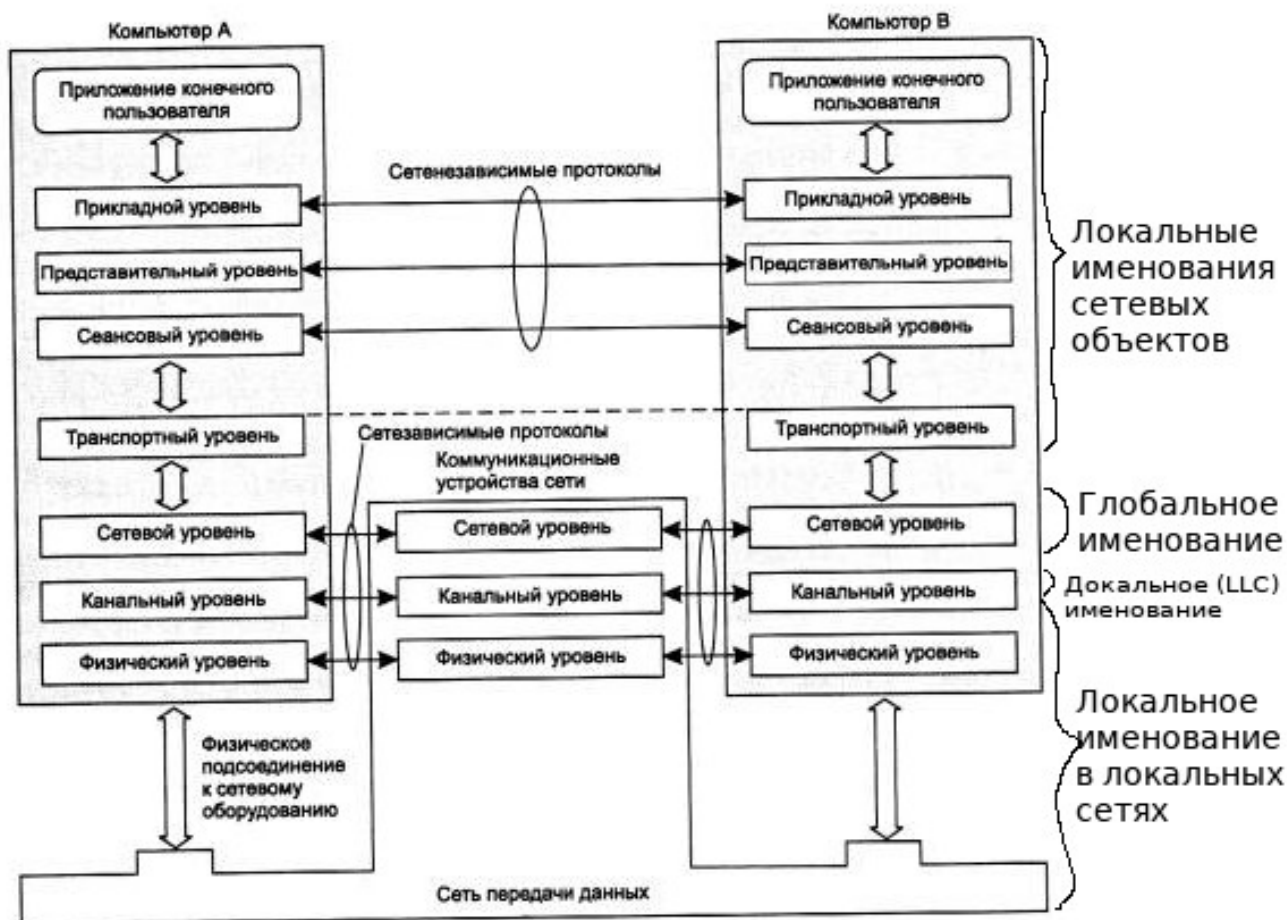 Компьютер А
Компьютер В
Приложение конечного
пользователя
Приложение конечного
пользователя
Сетенезависимые протоколы
Прикладной уровень
Прикладной уровень
Представительный уровень
Представительный уровень
Сеансовый уровень
Сеансовый уровень
Локальные
именования
сетевых
объектов
Транспортный уровень
Транспортный уровень
Сетезависимые протоколы
Коммуникационные
устройства сети
Сетевой уровень
Сетевой уровень
Сетевой уровень
Глобальное
именование
Канальный уровень
Канальный уровень
Канальный уровень
Докальное (LLC)
именование
Физический уровень
Физический уровень
Физический уровень
Физическое
подсоединение
к сетевому
оборудованию
Локальное
именование
в локальных
сетях
Сеть передачи данных